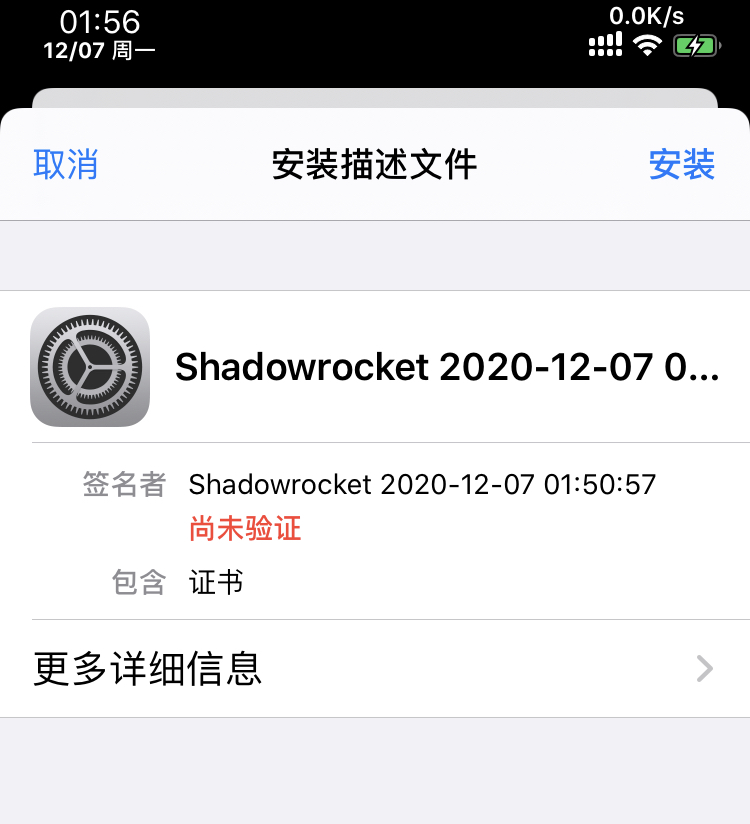 01:56
0.0K/s
12/07 周一
取消
安装描述文件
安装
Shadowrocket 2020-12-07 0...
签名者
Shadowrocket 2020-12-07 01:50:57
尚未验证
包含
证书
更多详细信息